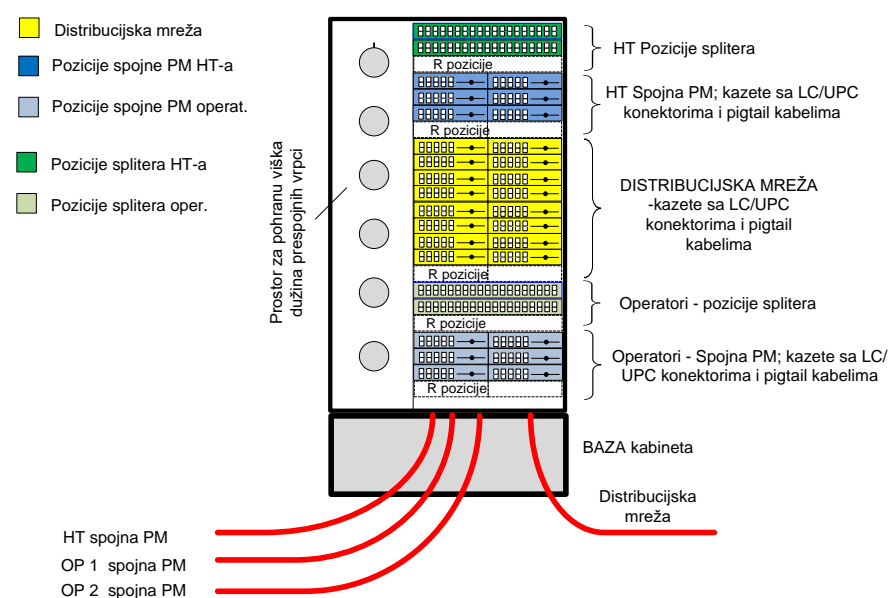 Distribucijska mreža
Pozicije spojne PM HT-a
Pozicije spojne PM operat.
Pozicije splitera HT-a
Pozicije splitera oper.
Prostor za pohranu viška
dužina prespojnih vrpci
R pozicije
R pozicije
R pozicije
R pozicije
R pozicije
HT Pozicije splitera
HT Spojna PM; kazete sa LC/UPC
konektorima i pigtail kabelima
DISTRIBUCIJSKA MREŽA
-kazete sa LC/UPC
konektorima i pigtail
kabelima
Operatori - pozicije splitera
Operatori - Spojna PM; kazete sa LC/
UPC konektorima i pigtail kabelima
BAZA kabineta
Distribucijska
mreža
HT spojna PM
OP 1 spojna PM
OP 2 spojna PM